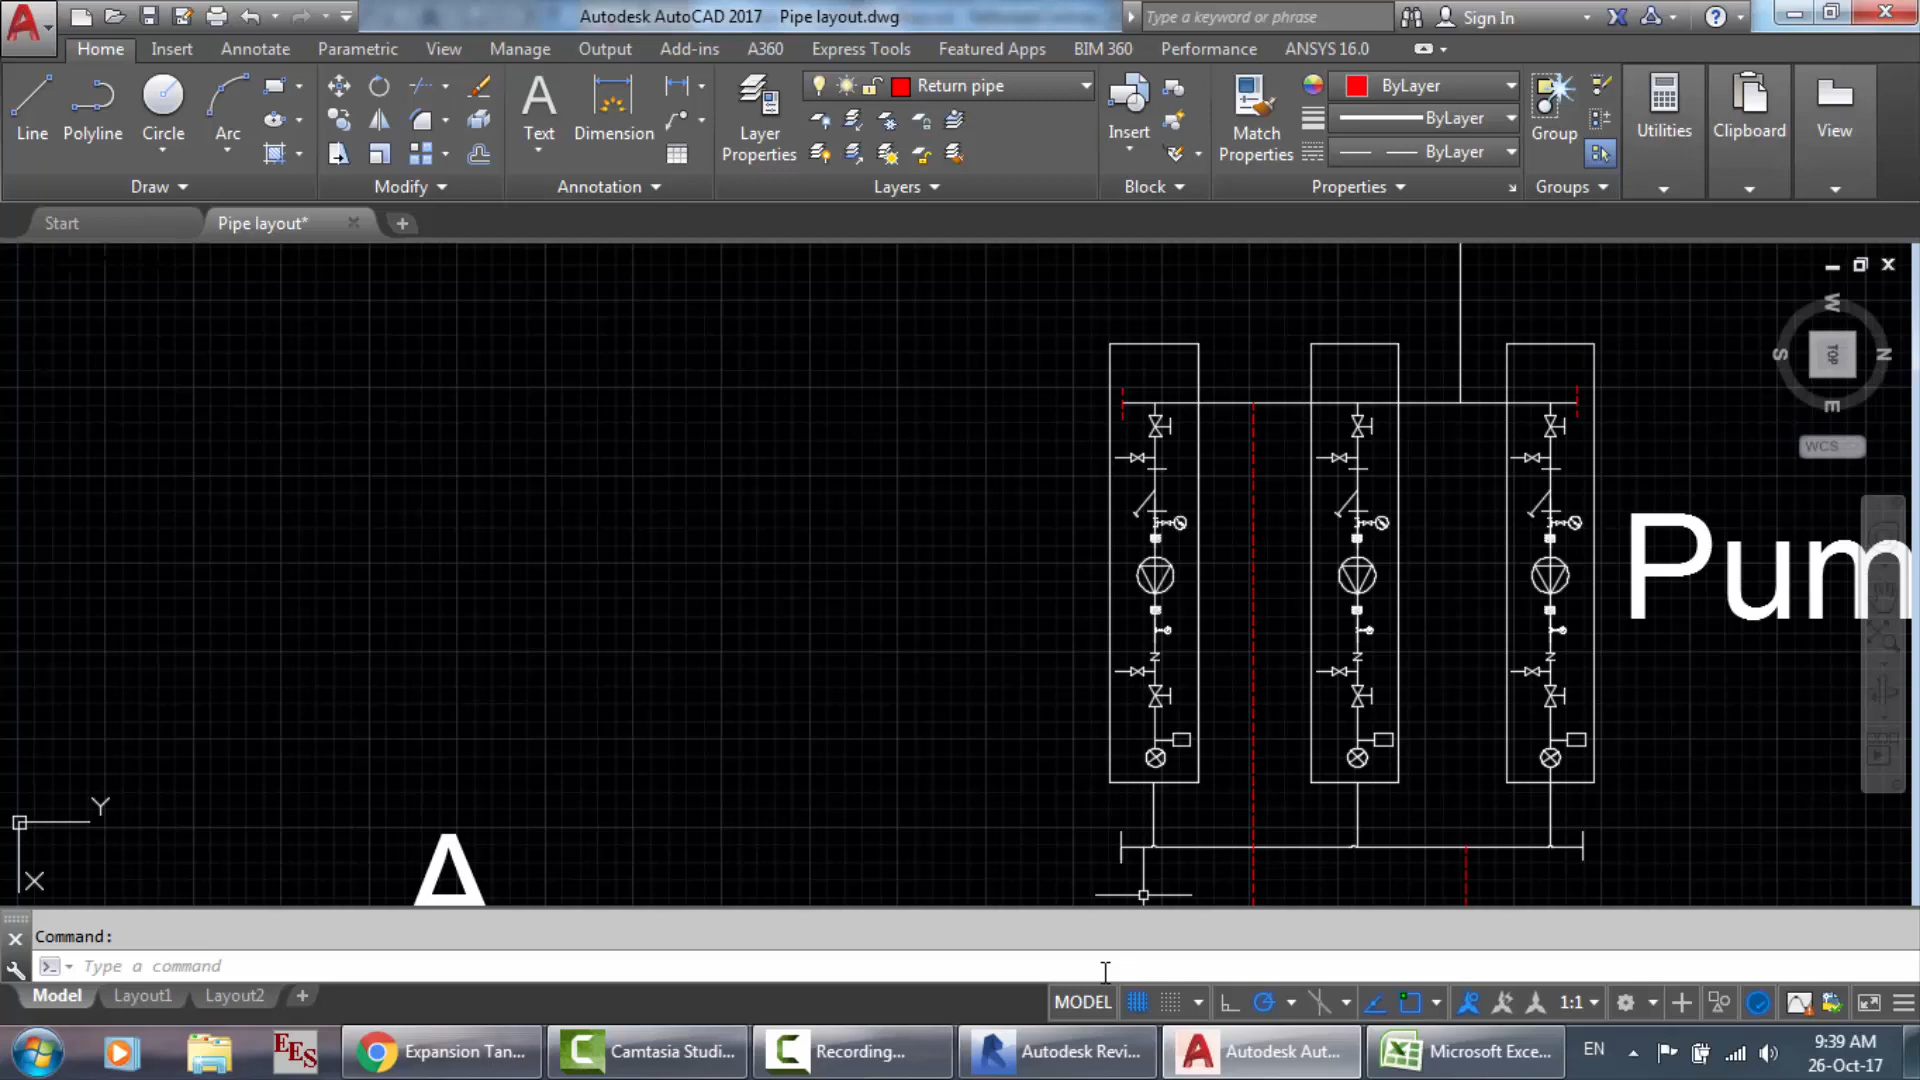 Autodesk AutoCAD 2017 Pipe layout.dwg
Type a keyword or phrase
Sign In
Home Insert Annotate Parametric View Manage Output Add-ins A360 Express Tools Featured Apps BIM 360 Performance ANSYS 16.0
Return pipe
ByLayer
Line Polyline Circle Arc
Text Dimension
Layer Properties
Insert
Match Properties
ByLayer
ByLayer
Group
Utilities Clipboard View
Draw Modify Annotation Layers Block Properties Groups
Start Pipe layout*
W
S TOP N
E
WCS
Pum
Y
X
A
Command:
Type a command
Model Layout1 Layout2
MODEL 1:1
EES
Expansion Tan...
Camtasia Studi...
Recording...
Autodesk Revi...
Autodesk Aut...
Microsoft Exce...
EN
9:39 AM
26-Oct-17